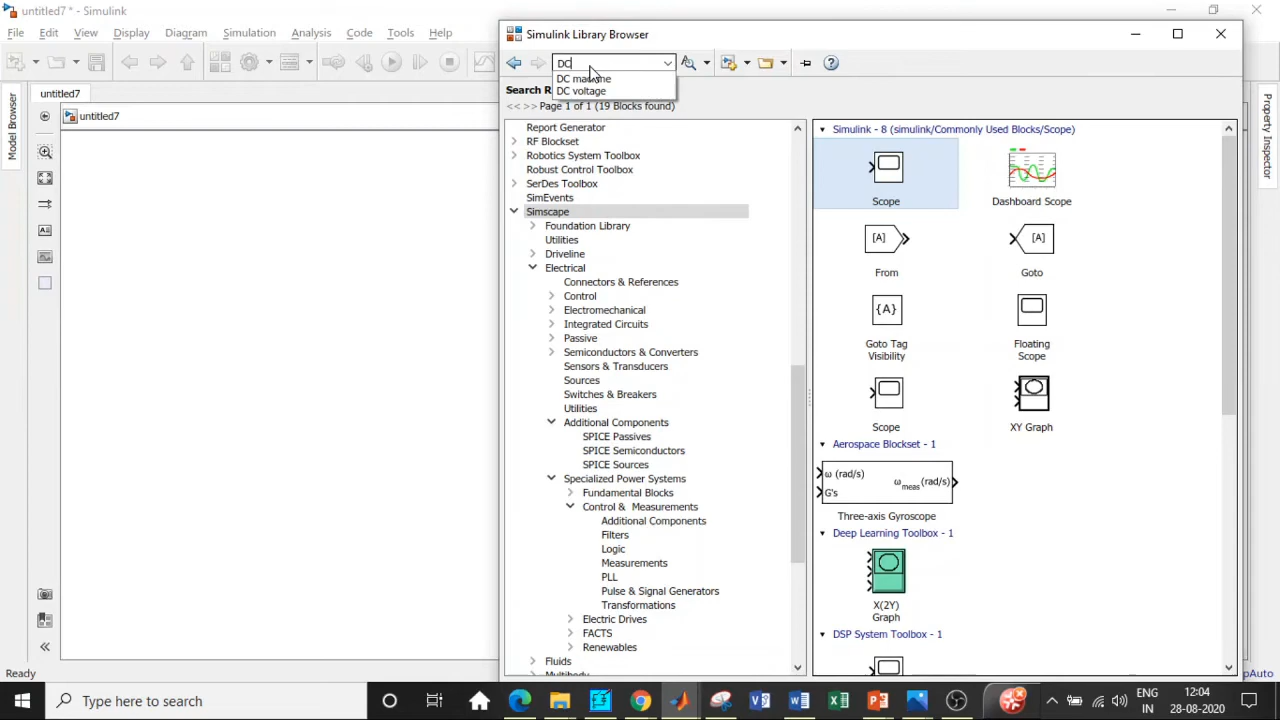 untitled7 * - Simulink
File Edit View Display Diagram Simulation Analysis Code Tools Help
untitled7
untitled7
Model Browser
Ready
Simulink Library Browser
DC
DC machine
DC voltage
Page 1 of 1 (19 Blocks found)
Report Generator
RF Blockset
Robotics System Toolbox
Robust Control Toolbox
SerDes Toolbox
SimEvents
Simscape
Foundation Library
Utilities
Driveline
Electrical
Connectors & References
Control
Electromechanical
Integrated Circuits
Passive
Semiconductors & Converters
Sensors & Transducers
Sources
Switches & Breakers
Utilities
Additional Components
SPICE Passives
SPICE Semiconductors
SPICE Sources
Specialized Power Systems
Fundamental Blocks
Control & Measurements
Additional Components
Filters
Logic
Measurements
PLL
Pulse & Signal Generators
Transformations
Electric Drives
FACTS
Renewables
Fluids
Simulink - 8 (simulink/Commonly Used Blocks/Scope)
Scope
Dashboard Scope
[A]
From
[A]
Goto
{A}
Goto Tag
Visibility
Floating
Scope
Scope
XY Graph
Aerospace Blockset - 1
ω (rad/s)
G's
ωmeas (rad/s)
Three-axis Gyroscope
Deep Learning Toolbox - 1
X(2Y)
Graph
DSP System Toolbox - 1
Property Inspector
Type here to search
ENG
IN
12:04
28-08-2020